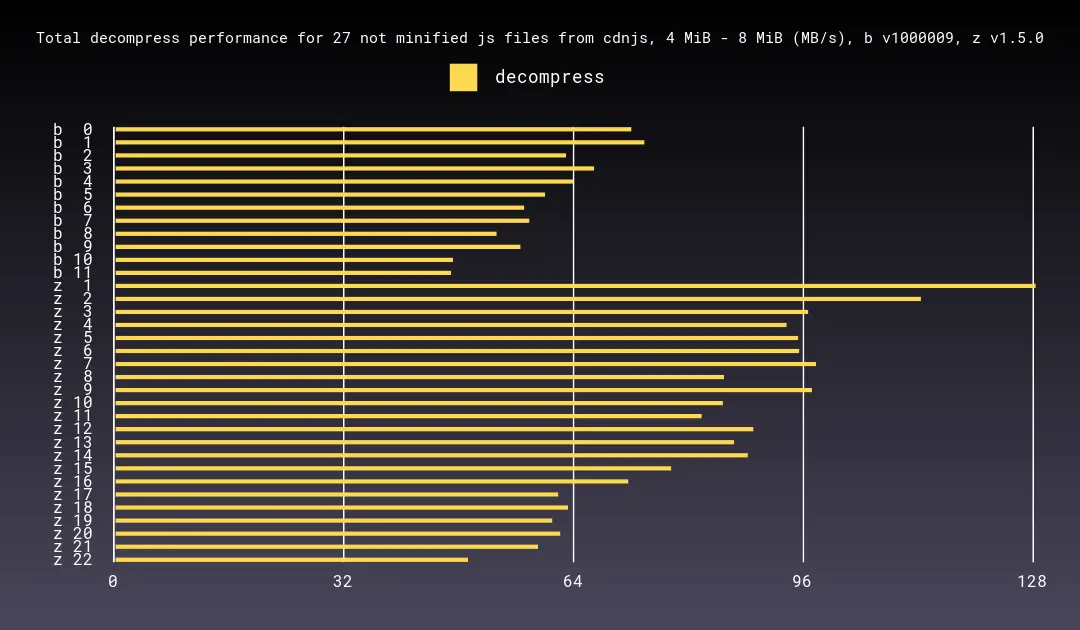 Total decompress performance for 27 not minified js files from cdnjs, 4 MiB - 8 MiB (MB/s), b v1000009, z v1.5.0
decompress
b 0
b 1
b 2
b 3
b 4
b 5
b 6
b 7
b 8
b 9
b 10
b 11
z 1
z 2
z 3
z 4
z 5
z 6
z 7
z 8
z 9
z 10
z 11
z 12
z 13
z 14
z 15
z 16
z 17
z 18
z 19
z 20
z 21
z 22
0 32 64 96 128